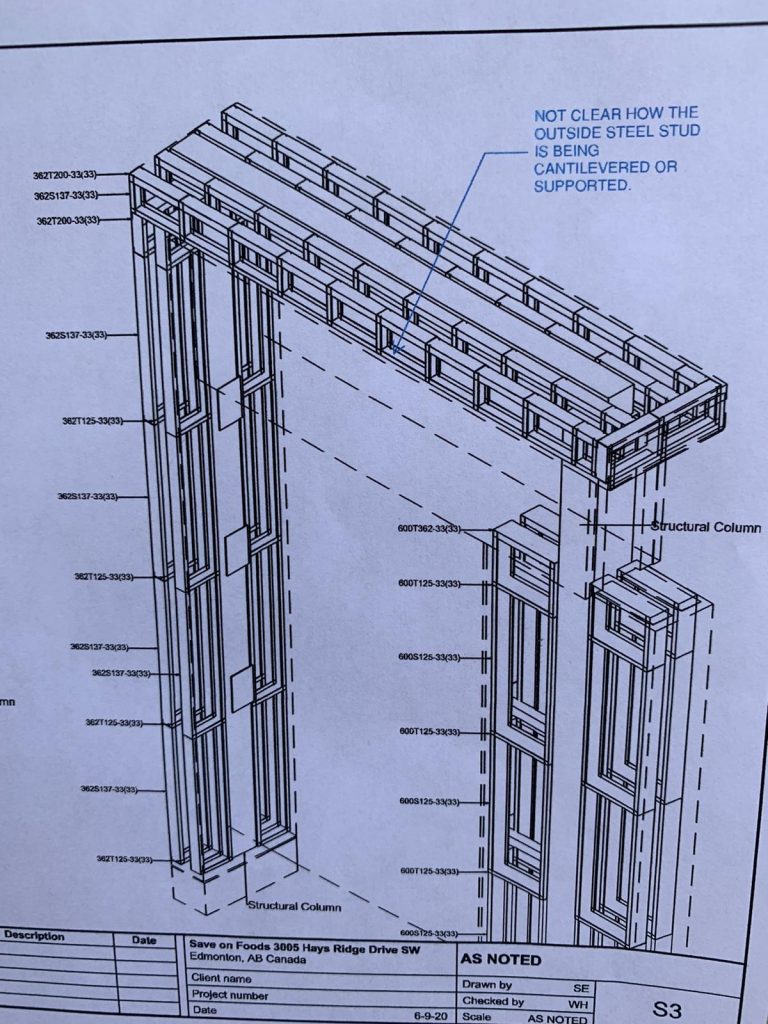 NOT CLEAR HOW THE
OUTSIDE STEEL STUD
IS BEING
CANTILEVERED OR
SUPPORTED.
362T200-33(33)
362S137-33(33)
362T200-33(33)
362S137-33(33)
362T125-33(33)
362S137-33(33)
362T125-33(33)
362S137-33(33)
362S137-33(33)
362T125-33(33)
362S137-33(33)
362T125-33(33)
Structural Column
600T362-33(33)
Structural Column
600T125-33(33)
600S125-33(33)
600T125-33(33)
600S125-33(33)
600T125-33(33)
600S125-33(33)
mn
Description
Date
Save on Foods 3005 Hays Ridge Drive SW
Edmonton, AB Canada
Client name
Project number
Date 6-9-20
AS NOTED
Drawn by SE
Checked by WH
Scale AS NOTED
S3